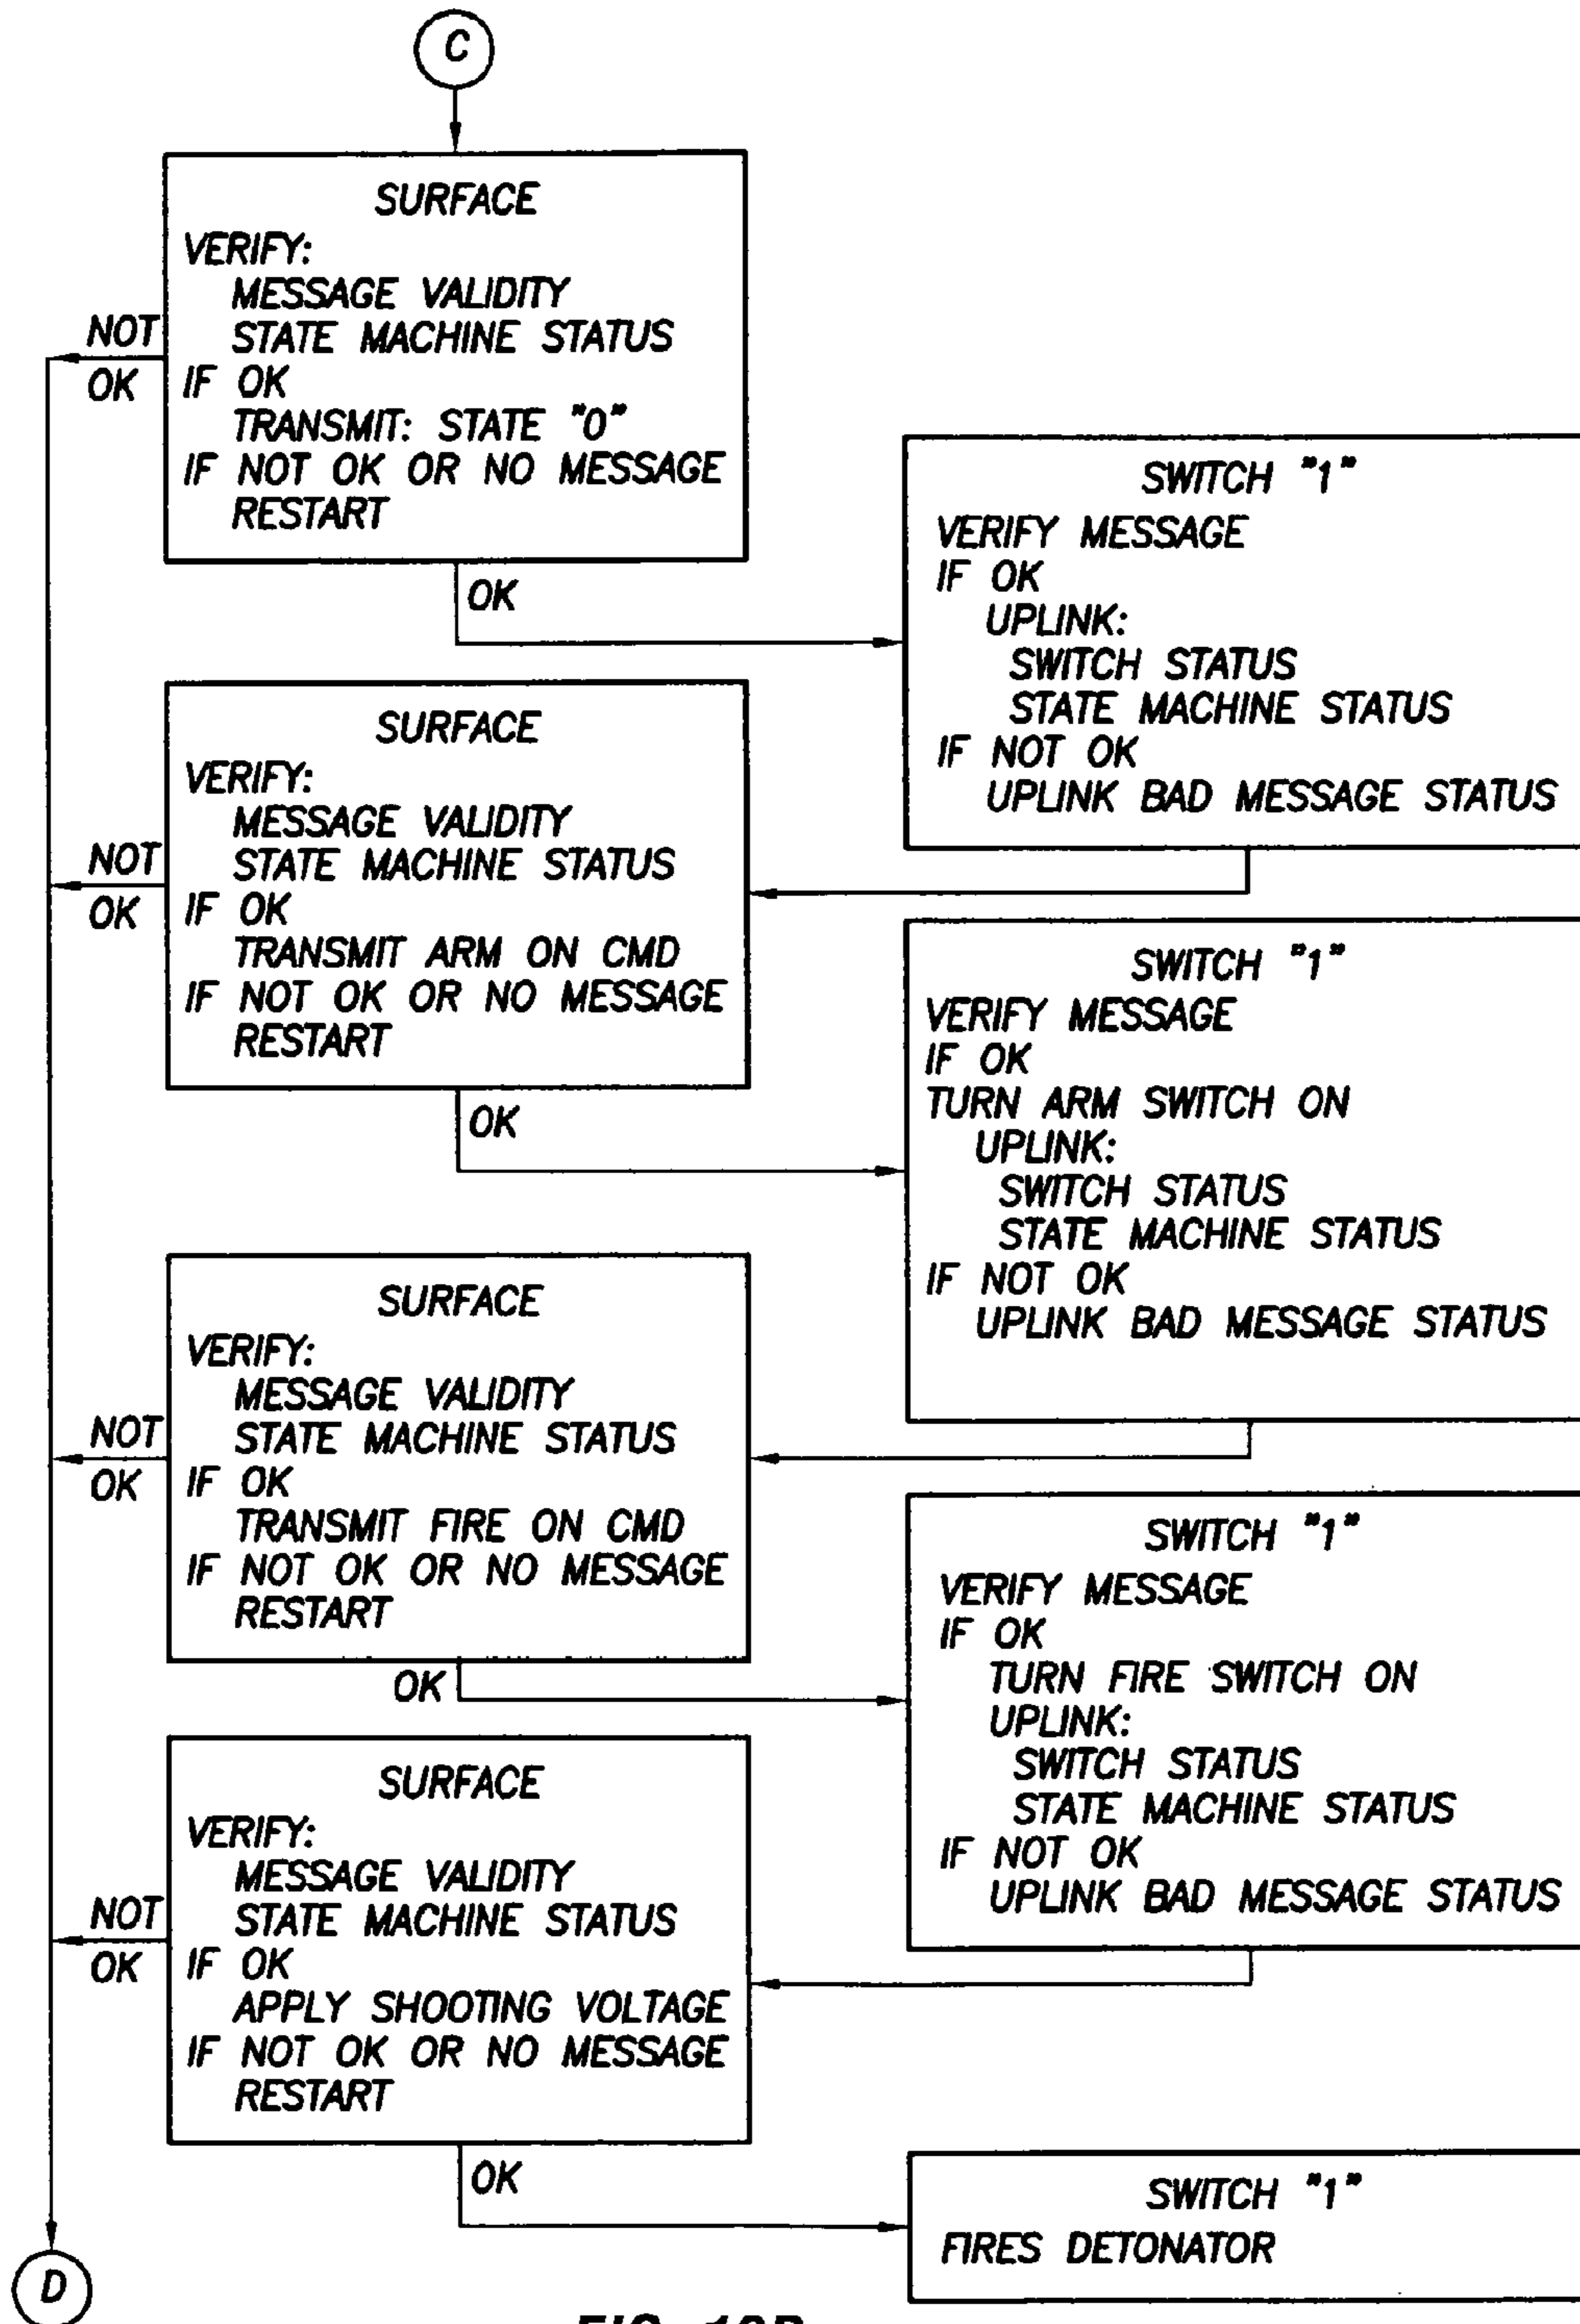 C
SURFACE
VERIFY:
MESSAGE VALIDITY
STATE MACHINE STATUS
IF OK
TRANSMIT: STATE "0"
IF NOT OK OR NO MESSAGE
RESTART
NOT
OK
OK
SWITCH "1"
VERIFY MESSAGE
IF OK
UPLINK:
SWITCH STATUS
STATE MACHINE STATUS
IF NOT OK
UPLINK BAD MESSAGE STATUS
SURFACE
VERIFY:
MESSAGE VALIDITY
STATE MACHINE STATUS
IF OK
TRANSMIT ARM ON CMD
IF NOT OK OR NO MESSAGE
RESTART
NOT
OK
OK
SWITCH "1"
VERIFY MESSAGE
IF OK
TURN ARM SWITCH ON
UPLINK:
SWITCH STATUS
STATE MACHINE STATUS
IF NOT OK
UPLINK BAD MESSAGE STATUS
SURFACE
VERIFY:
MESSAGE VALIDITY
STATE MACHINE STATUS
IF OK
TRANSMIT FIRE ON CMD
IF NOT OK OR NO MESSAGE
RESTART
NOT
OK
OK
SWITCH "1"
VERIFY MESSAGE
IF OK
TURN FIRE SWITCH ON
UPLINK:
SWITCH STATUS
STATE MACHINE STATUS
IF NOT OK
UPLINK BAD MESSAGE STATUS
SURFACE
VERIFY:
MESSAGE VALIDITY
STATE MACHINE STATUS
IF OK
APPLY SHOOTING VOLTAGE
IF NOT OK OR NO MESSAGE
RESTART
NOT
OK
OK
SWITCH "1"
FIRES DETONATOR
D